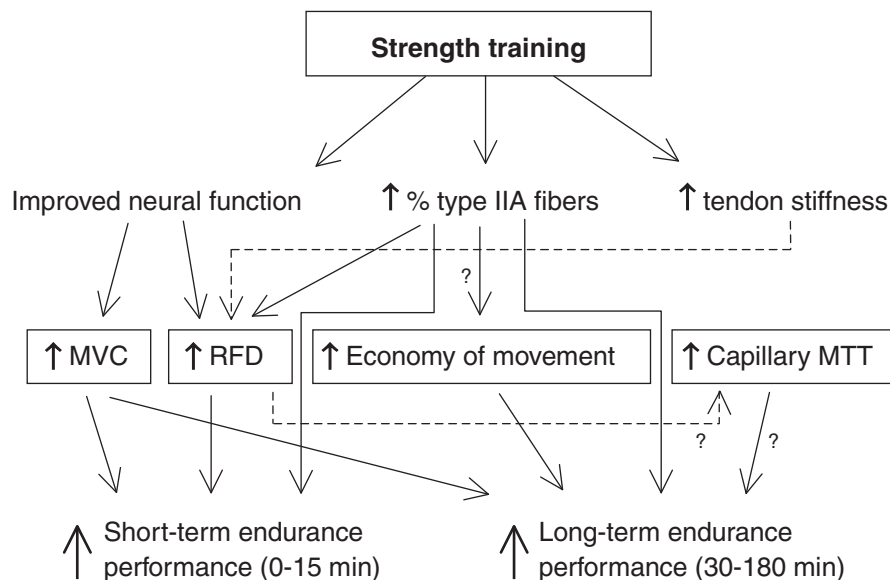 Strength training
Improved neural function
↑ % type IIA fibers
↑ tendon stiffness
?
↑ MVC
↑ RFD
↑ Economy of movement
↑ Capillary MTT
?
?
↑ Short-term endurance
performance (0-15 min)
↑ Long-term endurance
performance (30-180 min)